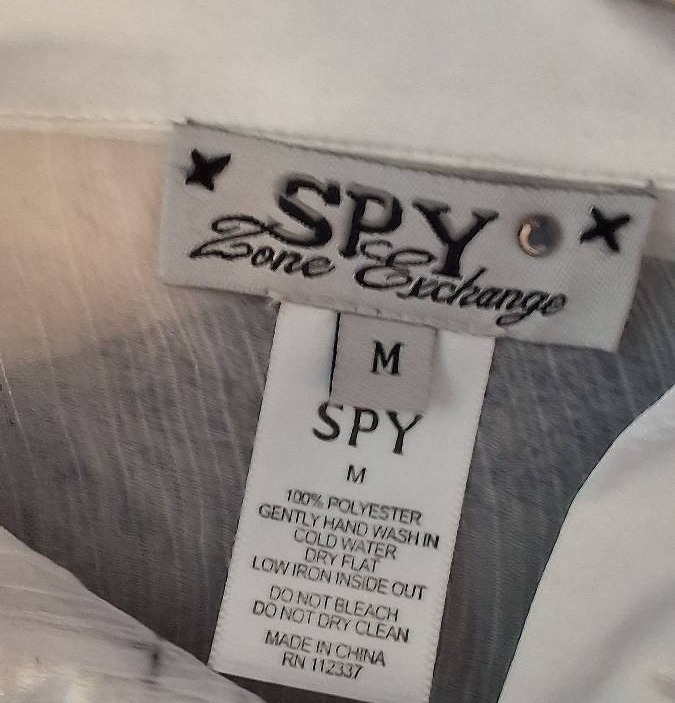 SPY
Zone Exchange
M
SPY
M
100% POLYESTER
GENTLY HAND WASH IN
COLD WATER
DRY FLAT
LOW IRON INSIDE OUT
DO NOT BLEACH
DO NOT DRY CLEAN
MADE IN CHINA
RN 112337